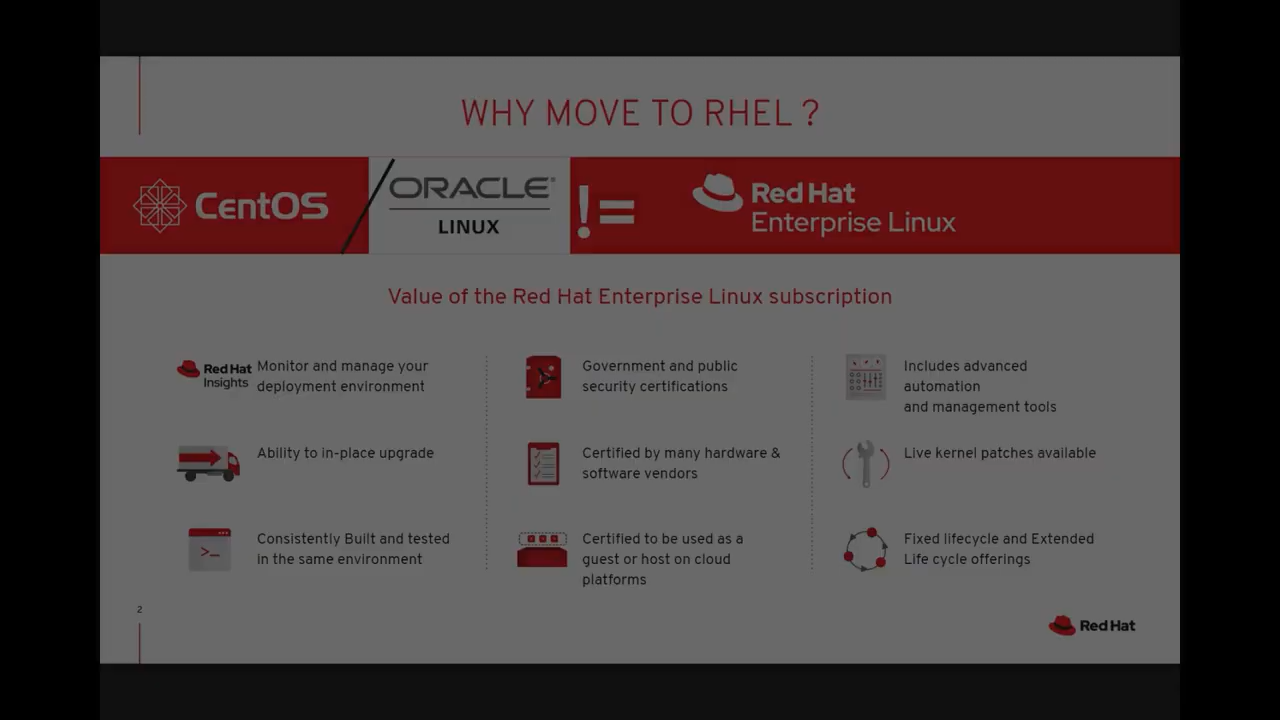 WHY MOVE TO RHEL ?
CentOS
ORACLE®
LINUX
!=
Red Hat
Enterprise Linux
Value of the Red Hat Enterprise Linux subscription
Red Hat
Insights
Monitor and manage your
deployment environment
Ability to in-place upgrade
>_
Consistently Built and tested
in the same environment
Government and public
security certifications
Certified by many hardware &
software vendors
Certified to be used as a
guest or host on cloud
platforms
Includes advanced
automation
and management tools
Live kernel patches available
Fixed lifecycle and Extended
Life cycle offerings
2
Red Hat